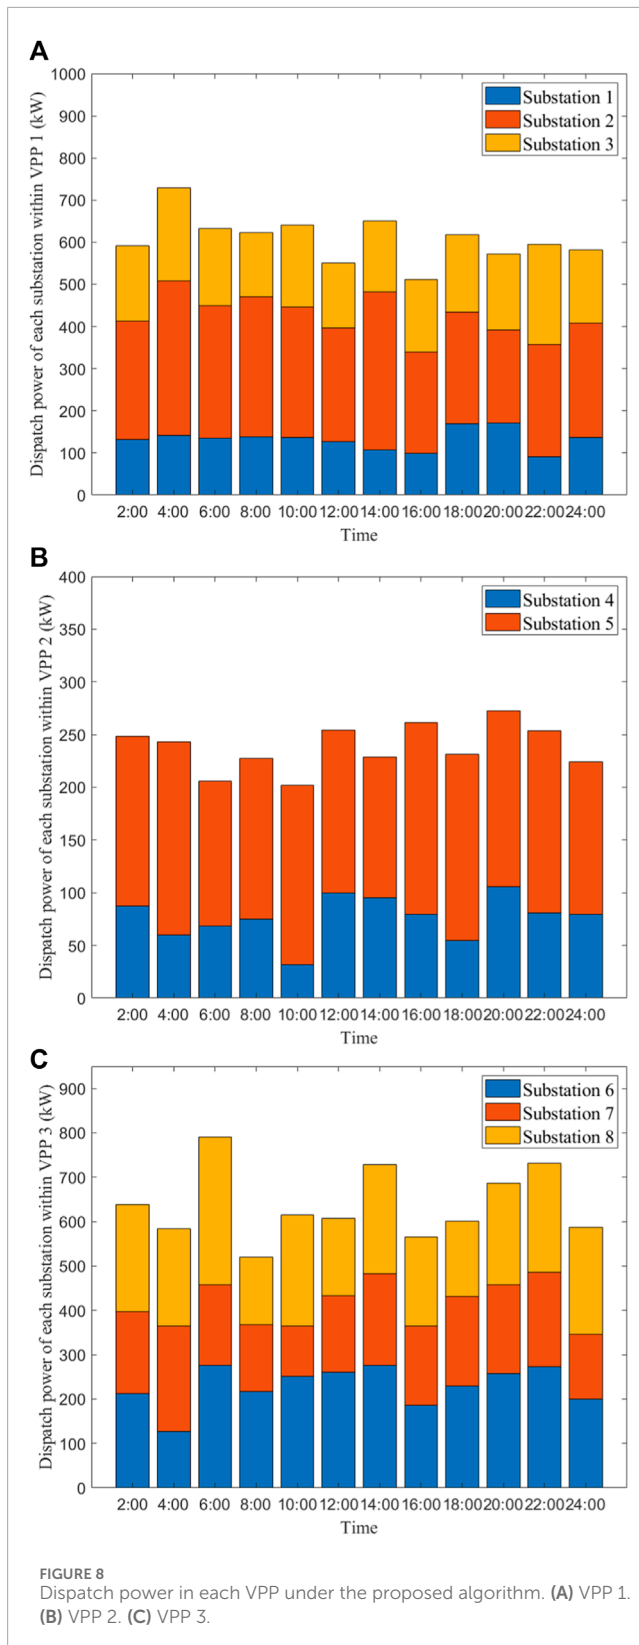 A
Dispatch power of each substation within VPP 1 (kW)
1000
900
800
700
600
500
400
300
200
100
0
Substation 1
Substation 2
Substation 3
2:00 4:00 6:00 8:00 10:00 12:00 14:00 16:00 18:00 20:00 22:00 24:00
Time
B
Dispatch power of each substation within VPP 2 (kW)
400
350
300
250
200
150
100
50
0
Substation 4
Substation 5
2:00 4:00 6:00 8:00 10:00 12:00 14:00 16:00 18:00 20:00 22:00 24:00
Time
C
Dispatch power of each substation within VPP 3 (kW)
900
800
700
600
500
400
300
200
100
0
Substation 6
Substation 7
Substation 8
2:00 4:00 6:00 8:00 10:00 12:00 14:00 16:00 18:00 20:00 22:00 24:00
Time
FIGURE 8
Dispatch power in each VPP under the proposed algorithm. (A) VPP 1.
(B) VPP 2. (C) VPP 3.